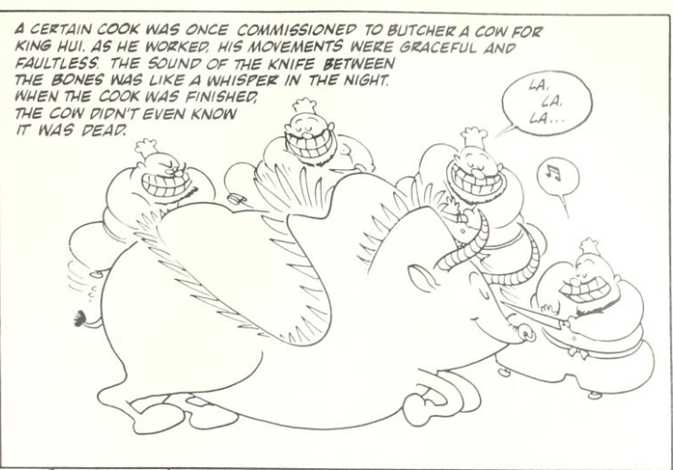 A CERTAIN COOK WAS ONCE COMMISSIONED TO BUTCHER A COW FOR
KING HUI. AS HE WORKED, HIS MOVEMENTS WERE GRACEFUL AND
FAULTLESS. THE SOUND OF THE KNIFE BETWEEN
THE BONES WAS LIKE A WHISPER IN THE NIGHT.
WHEN THE COOK WAS FINISHED,
THE COW DIDN'T EVEN KNOW
IT WAS DEAD.
LA,
LA,
LA...